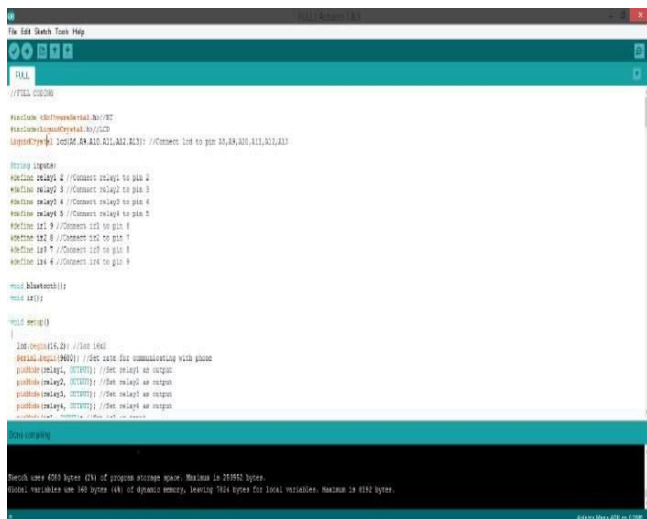 File Edit Sketch Tools Help
FULL
//FULL CODING
#include <SoftwareSerial.h>//BT
#include<LiquidCrystal.h>//LCD
LiquidCrystal lcd(A8,A9,A10,A11,A12,A13); //Connect lcd to pin A8,A9,A10,A11,A12,A13
String inputs;
#define relay1 2 //Connect relay1 to pin 2
#define relay2 3 //Connect relay2 to pin 3
#define relay3 4 //Connect relay3 to pin 4
#define relay4 5 //Connect relay4 to pin 5
#define ir1 9 //Connect ir1 to pin 6
#define ir2 8 //Connect ir2 to pin 7
#define ir3 7 //Connect ir3 to pin 8
#define ir4 6 //Connect ir4 to pin 9
void bluetooth();
void ir();
void setup()
{
lcd.begin(16,2); //lcd 16x2
Serial.begin(9600); //Set rate for communicating with phone
pinMode(relay1, OUTPUT); //Set relay1 as output
pinMode(relay2, OUTPUT); //Set relay2 as output
pinMode(relay3, OUTPUT); //Set relay3 as output
pinMode(relay4, OUTPUT); //Set relay4 as output
Done compiling
Sketch uses bytes (2%) of program storage space. Maximum is 253952 bytes.
Global variables use 368 bytes (4%) of dynamic memory, leaving 7824 bytes for local variables. Maximum is 8192 bytes.